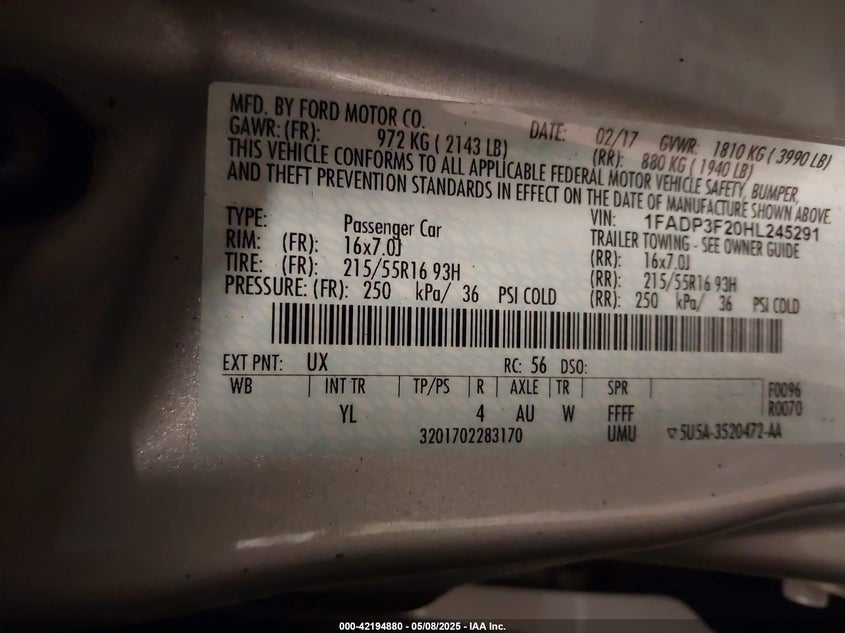 MFD. BY FORD MOTOR CO. DATE: 02/17 GVWR: 1810 KG ( 3990 LB)
GAWR: (FR): 972 KG ( 2143 LB) (RR): 880 KG ( 1940 LB)
THIS VEHICLE CONFORMS TO ALL APPLICABLE FEDERAL MOTOR VEHICLE SAFETY, BUMPER,
AND THEFT PREVENTION STANDARDS IN EFFECT ON THE DATE OF MANUFACTURE SHOWN ABOVE.
VIN: 1FADP3F20HL245291
TYPE: Passenger Car TRAILER TOWING - SEE OWNER GUIDE
RIM: (FR): 16x7.0J (RR): 16x7.0J
TIRE: (FR): 215/55R16 93H (RR): 215/55R16 93H
PRESSURE: (FR): 250 kPa/ 36 PSI COLD (RR): 250 kPa/ 36 PSI COLD
EXT PNT: UX RC: 56 DSO:
WB INT TR TP/PS R AXLE TR SPR F0096
R0070
YL 4 AU W FFFF
3201702283170 UMU ▽5U5A-3520472-AA
000-42194880 - 05/08/2025 - IAA Inc.